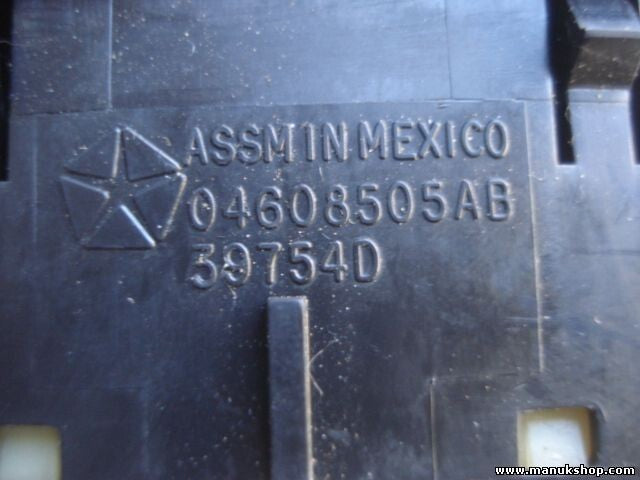 ASSM IN MEXICO
04608505AB
39754D
www.manukshop.com